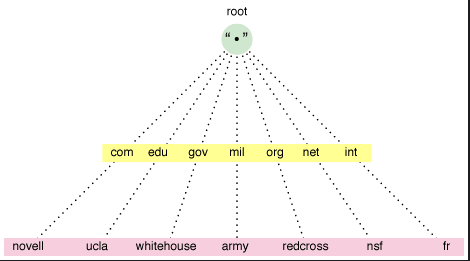 root
“•”
com edu gov mil org net int
novell ucla whitehouse army redcross nsf fr